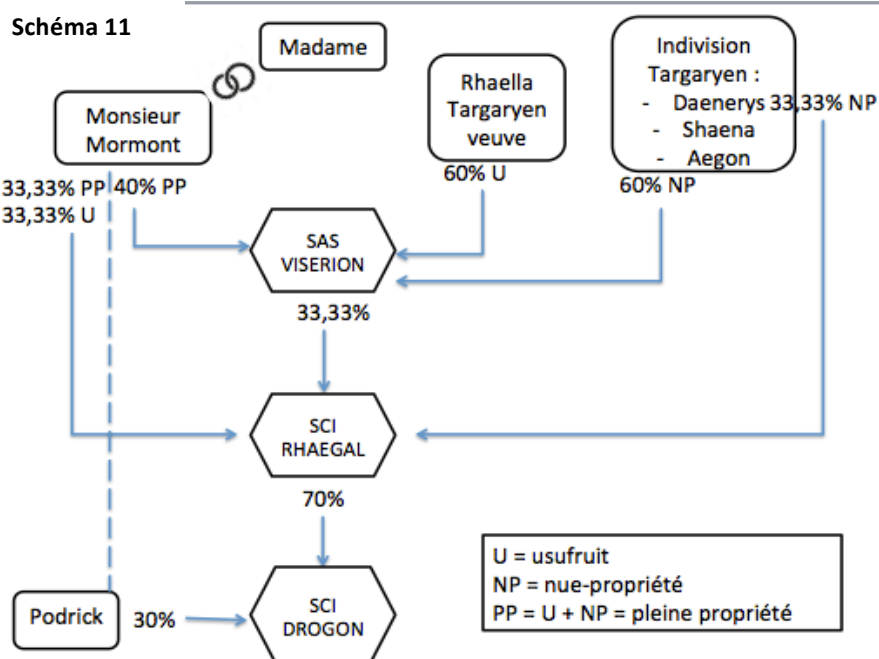 Schéma 11
Madame
Monsieur
Mormont
Rhaella
Targaryen
veuve
Indivision
Targaryen :
- Daenerys
- Shaena
- Aegon
33,33% NP
33,33% PP
33,33% U
40% PP
60% U
60% NP
SAS
VISERION
33,33%
SCI
RHAEGAL
70%
Podrick
30%
SCI
DROGON
U = usufruit
NP = nue-propriété
PP = U + NP = pleine propriété